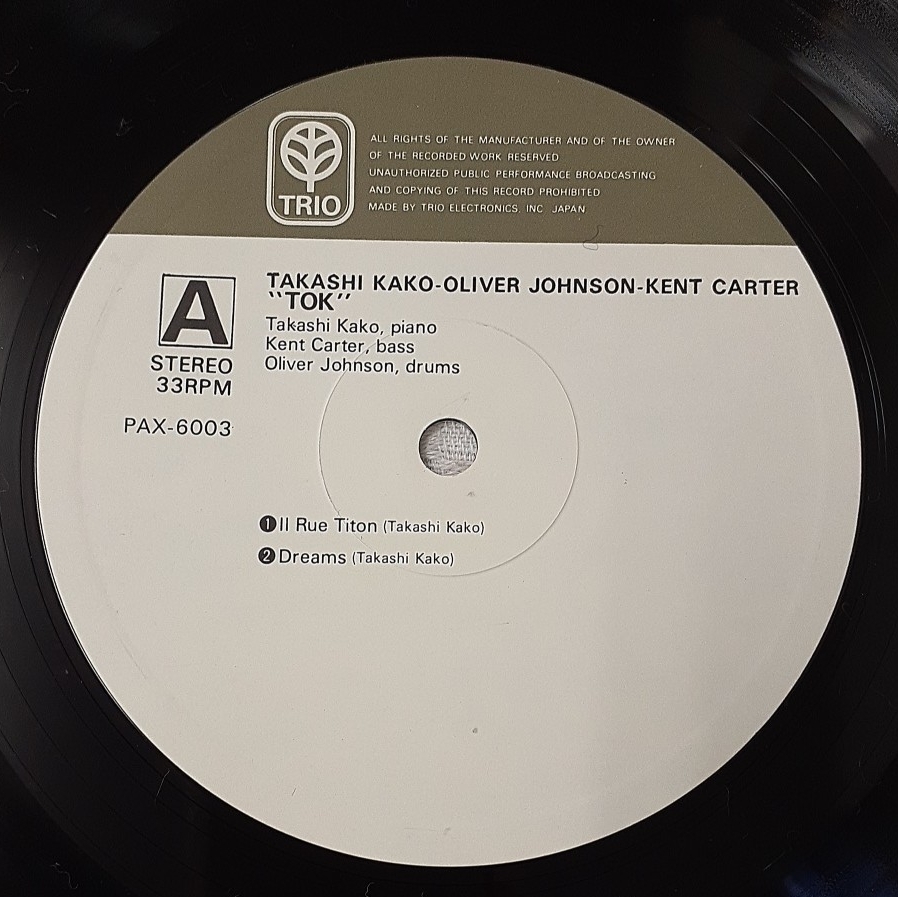 TRIO
ALL RIGHTS OF THE MANUFACTURER AND OF THE OWNER
OF THE RECORDED WORK RESERVED
UNAUTHORIZED PUBLIC PERFORMANCE BROADCASTING
AND COPYING OF THIS RECORD PROHIBITED
MADE BY TRIO ELECTRONICS, INC JAPAN
A
STEREO
33RPM
PAX-6003
TAKASHI KAKO-OLIVER JOHNSON-KENT CARTER
"TOK"
Takashi Kako, piano
Kent Carter, bass
Oliver Johnson, drums
❶II Rue Titon (Takashi Kako)
❷Dreams (Takashi Kako)